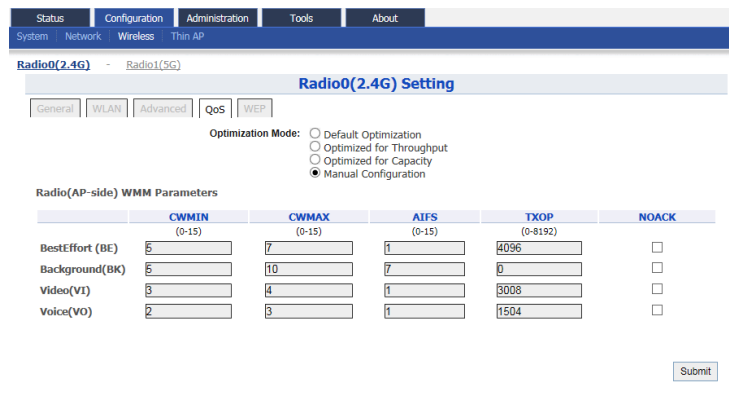 Status Configuration Administration Tools About
System Network Wireless Thin AP
Radio0(2.4G) - Radio1(5G)
Radio0(2.4G) Setting
General WLAN Advanced QoS WEP
Optimization Mode: Default Optimization
Optimized for Throughput
Optimized for Capacity
Manual Configuration
Radio(AP-side) WMM Parameters
CWMIN CWMAX AIFS TXOP NOACK
(0-15) (0-15) (0-15) (0-8192)
BestEffort (BE) 5 7 1 4096
Background(BK) 5 10 7 0
Video(VI) 3 4 1 3008
Voice(VO) 2 3 1 1504
Submit